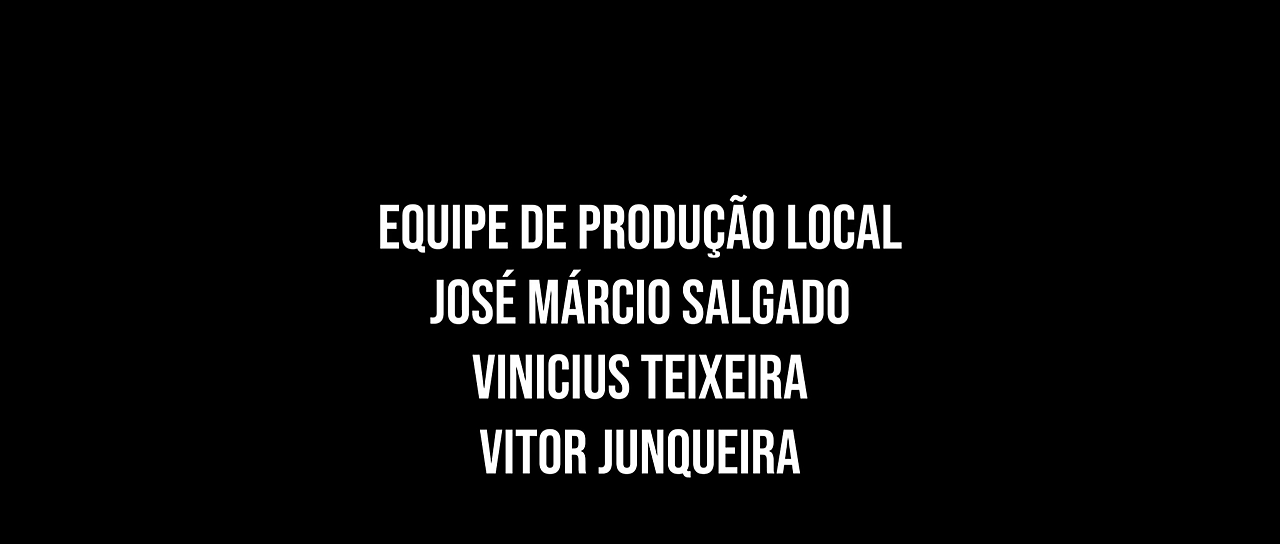 EQUIPE DE PRODUÇÃO LOCAL
JOSÉ MÁRCIO SALGADO
VINICIUS TEIXEIRA
VITOR JUNQUEIRA